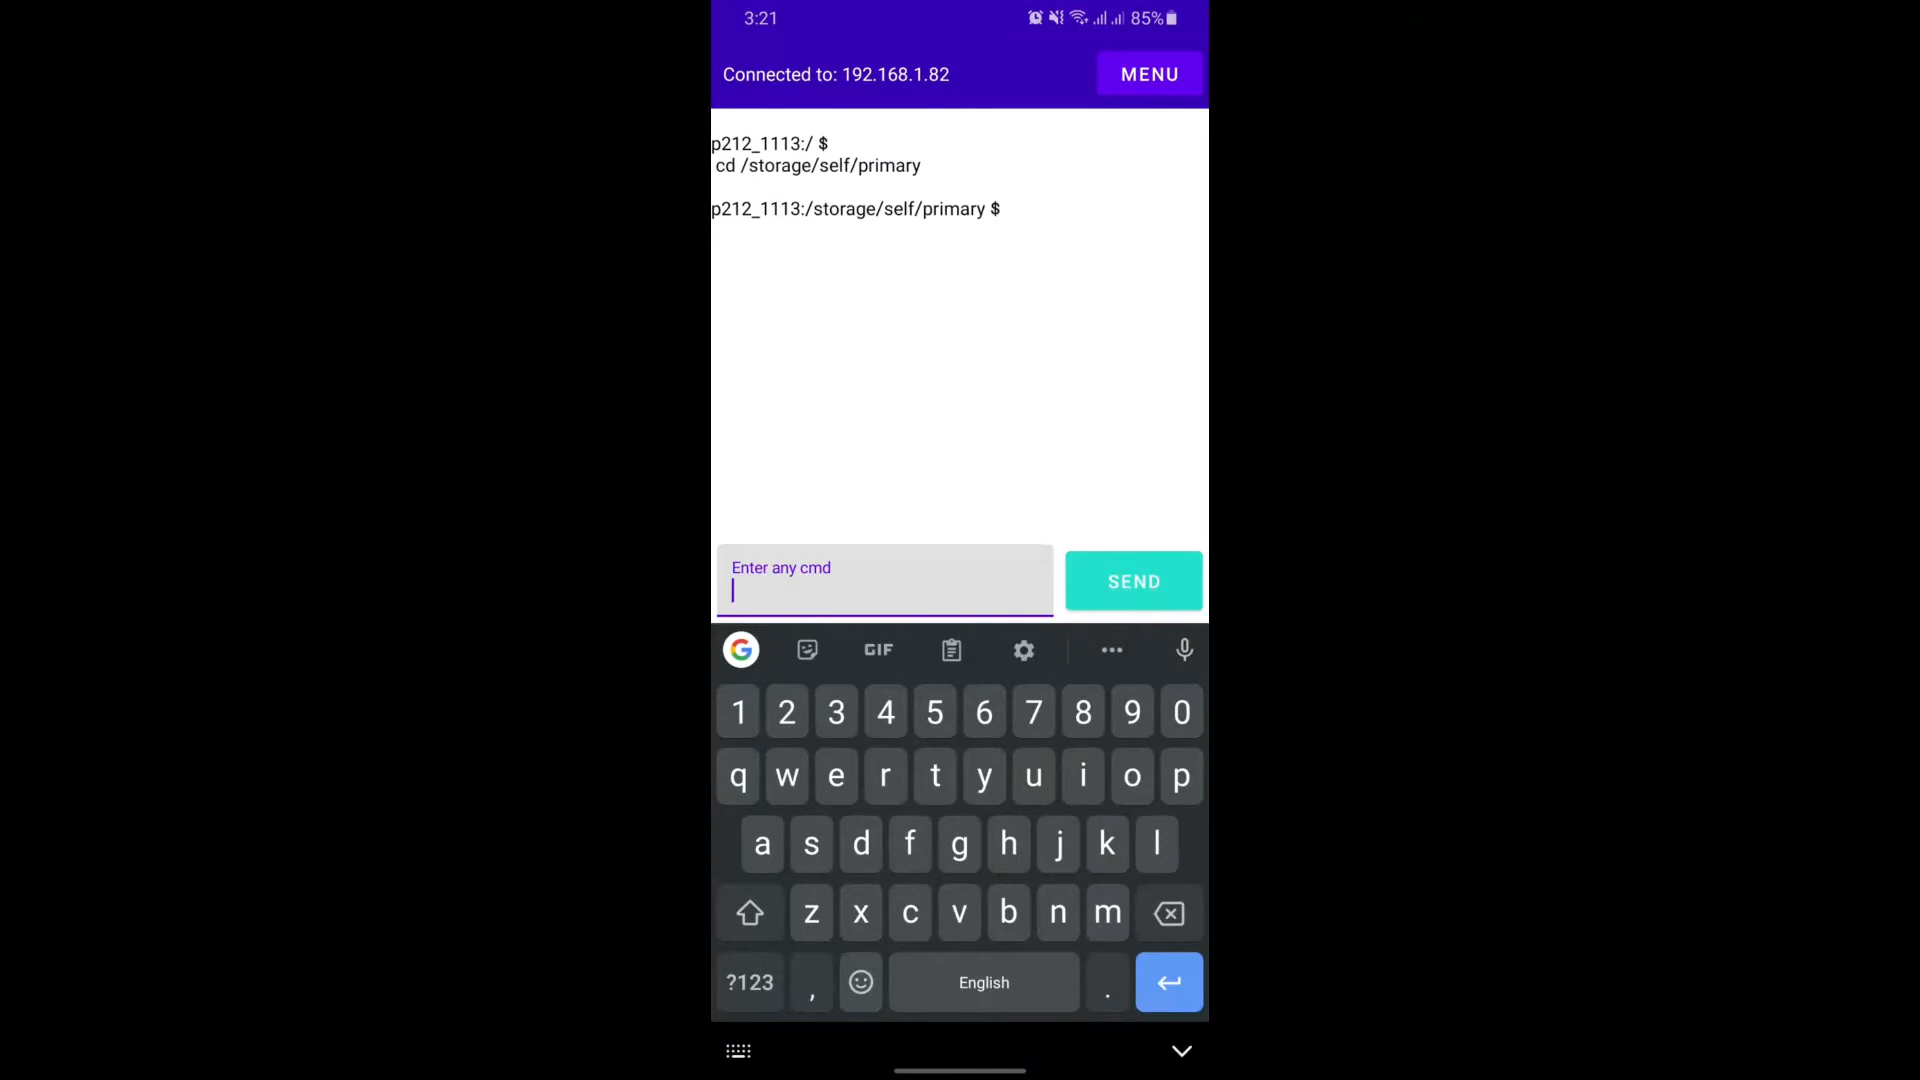 3:21
85%
Connected to: 192.168.1.82
MENU
p212_1113:/ $
cd /storage/self/primary
p212_1113:/storage/self/primary $
Enter any cmd
SEND
GIF
1 2 3 4 5 6 7 8 9 0
q w e r t y u i o p
a s d f g h j k l
z x c v b n m
?123 , English .